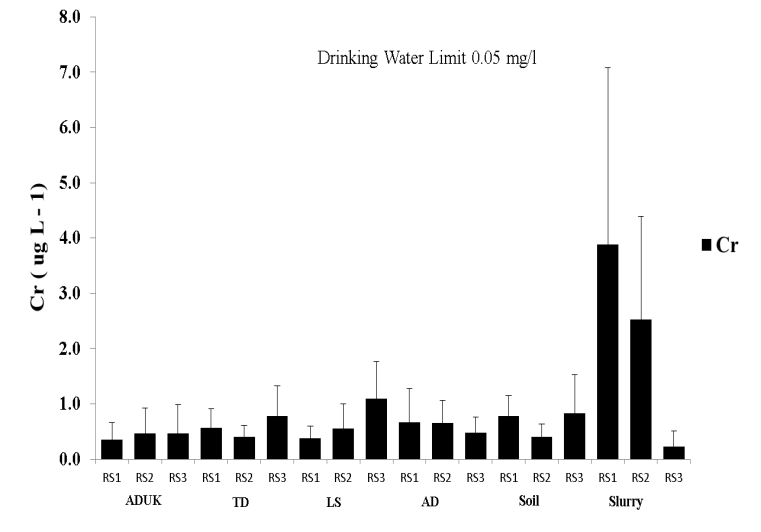 8.0
Drinking Water Limit 0.05 mg/l
7.0
6.0
5.0
4.0
3.0
2.0
1.0
0.0
Cr ( ug L - 1)
Cr
RS1 RS2 RS3 RS1 RS2 RS3 RS1 RS2 RS3 RS1 RS2 RS3 RS1 RS2 RS3 RS1 RS2 RS3
ADUK TD LS AD Soil Slurry